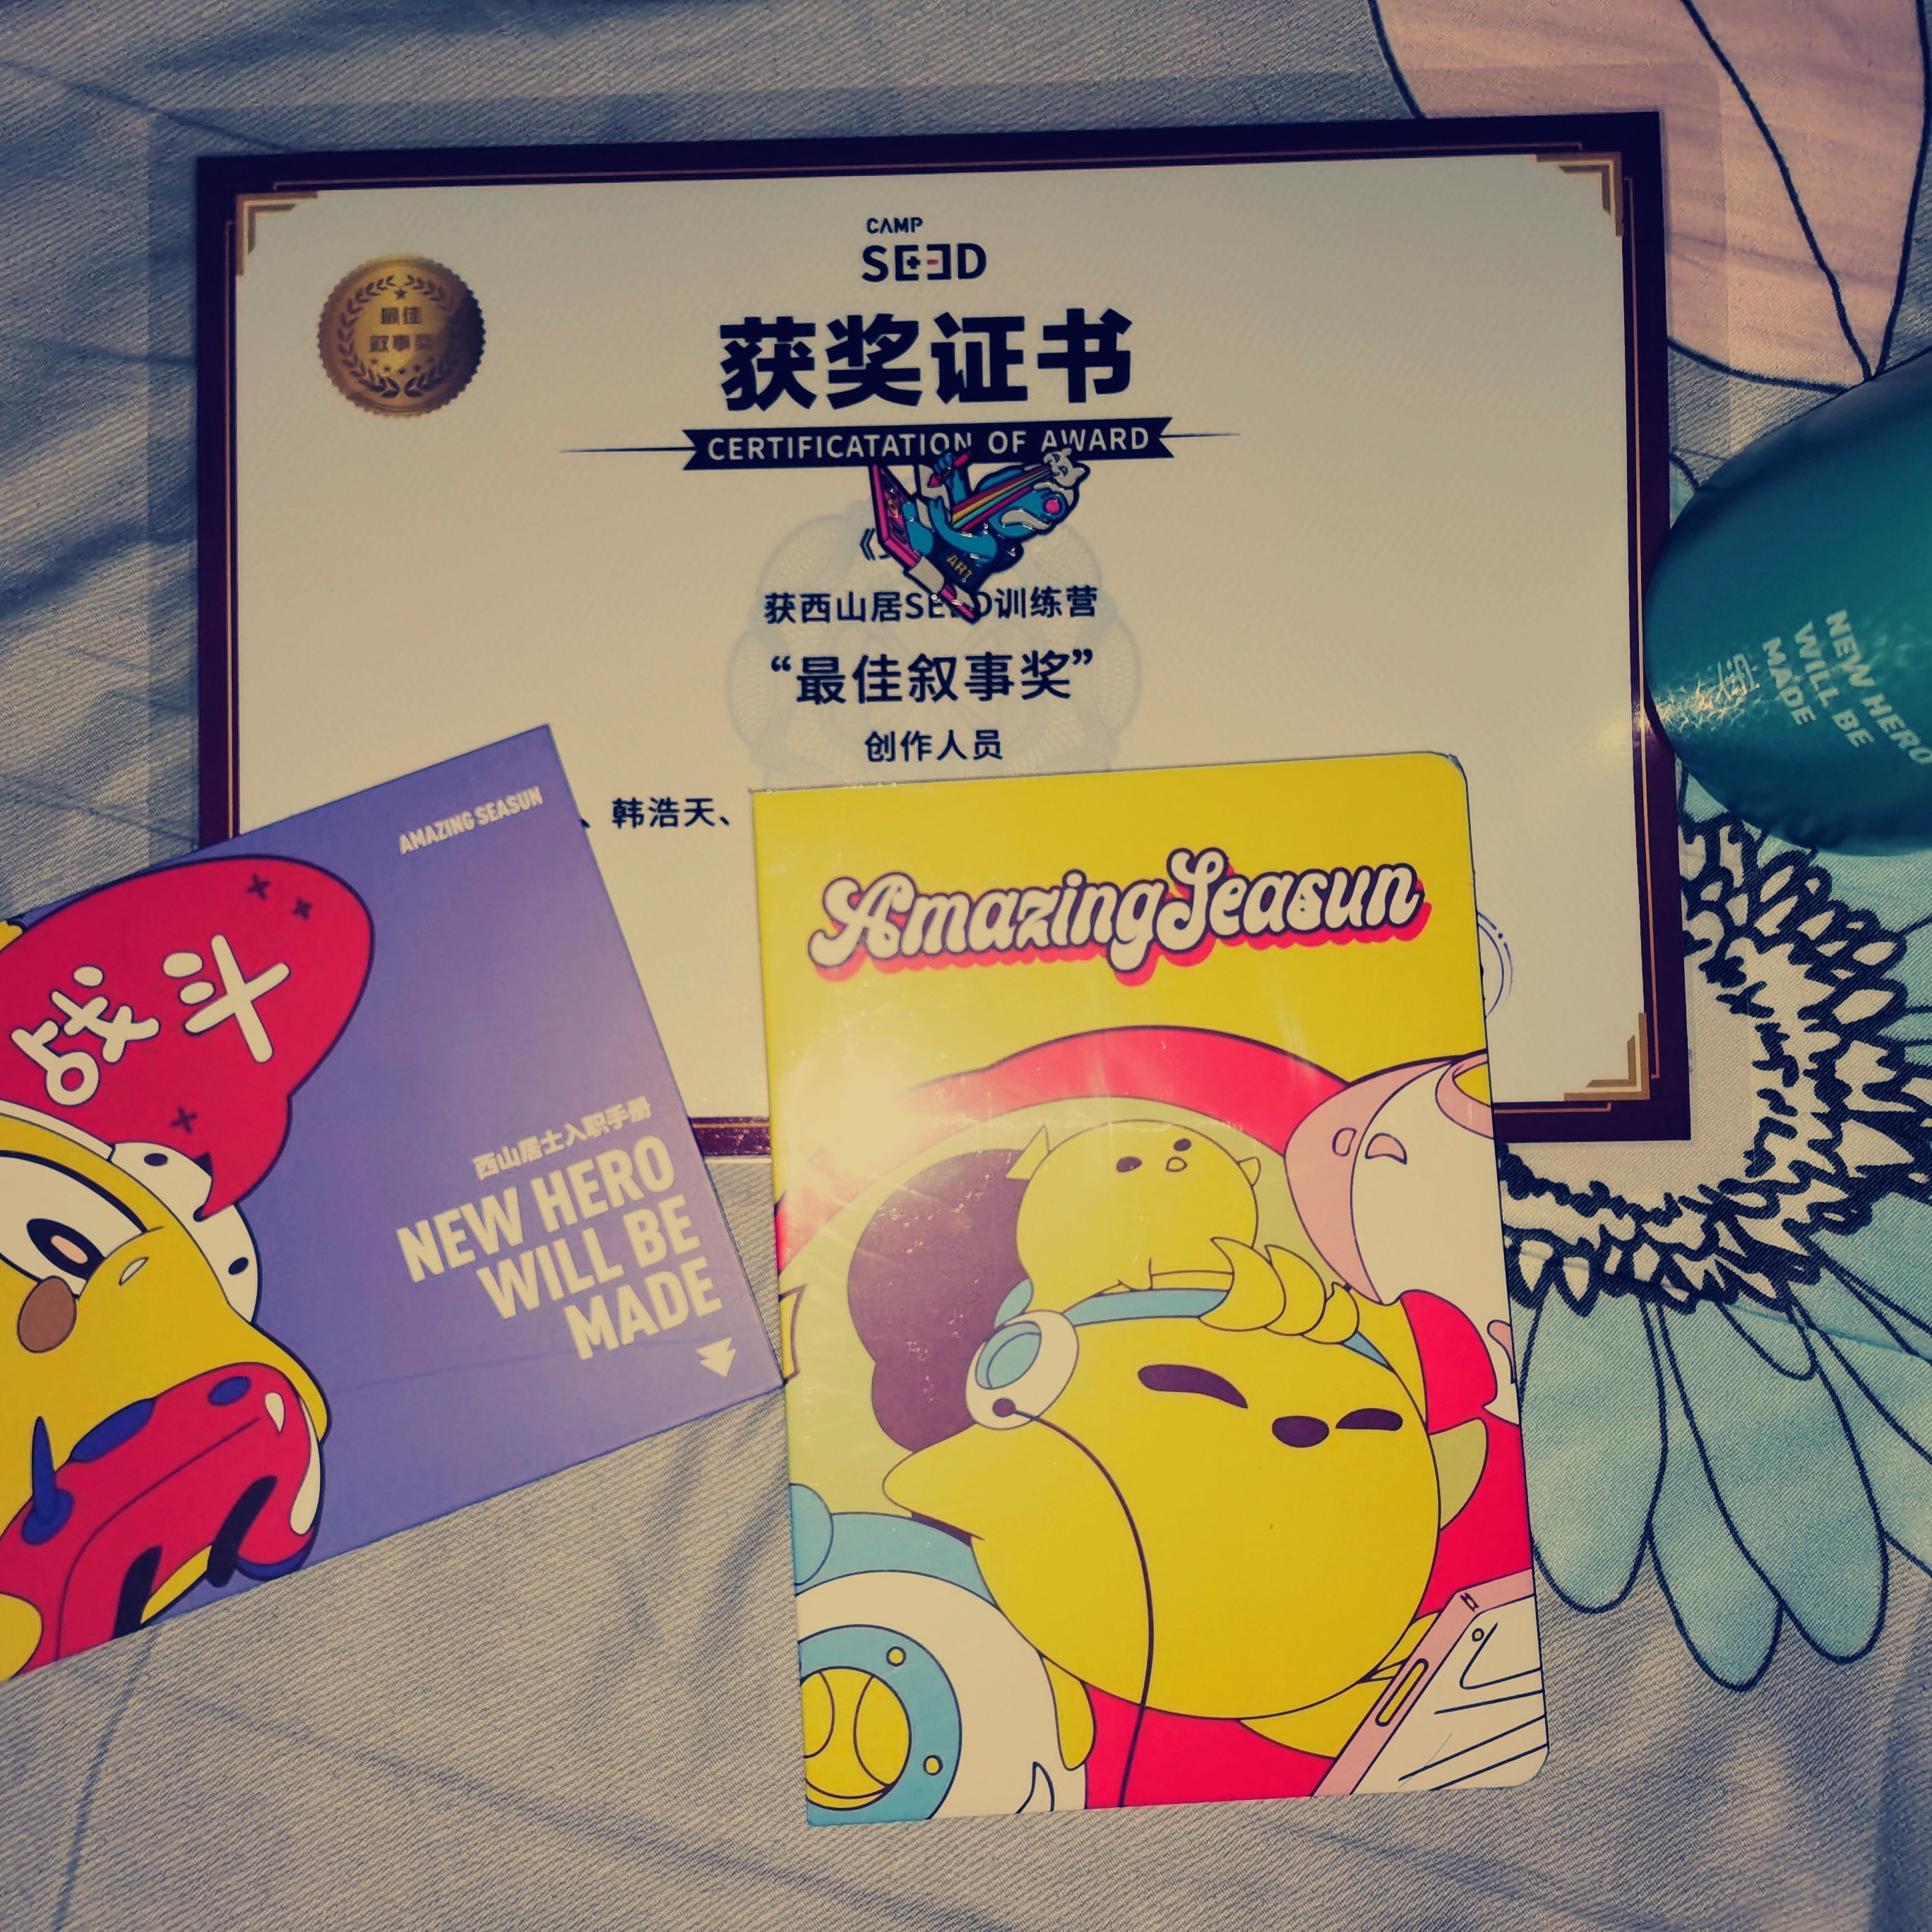 CAMP
SEED
最佳
叙事奖
获奖证书
CERTIFICATATION OF AWARD
《
ART
获西山居SEED训练营
“最佳叙事奖”
创作人员
、韩浩天、
NEW HERO
WILL BE
MADE
AMAZING SEASUN
战斗
西山居士入职手册
NEW HERO
WILL BE
MADE
Amazing Seasun